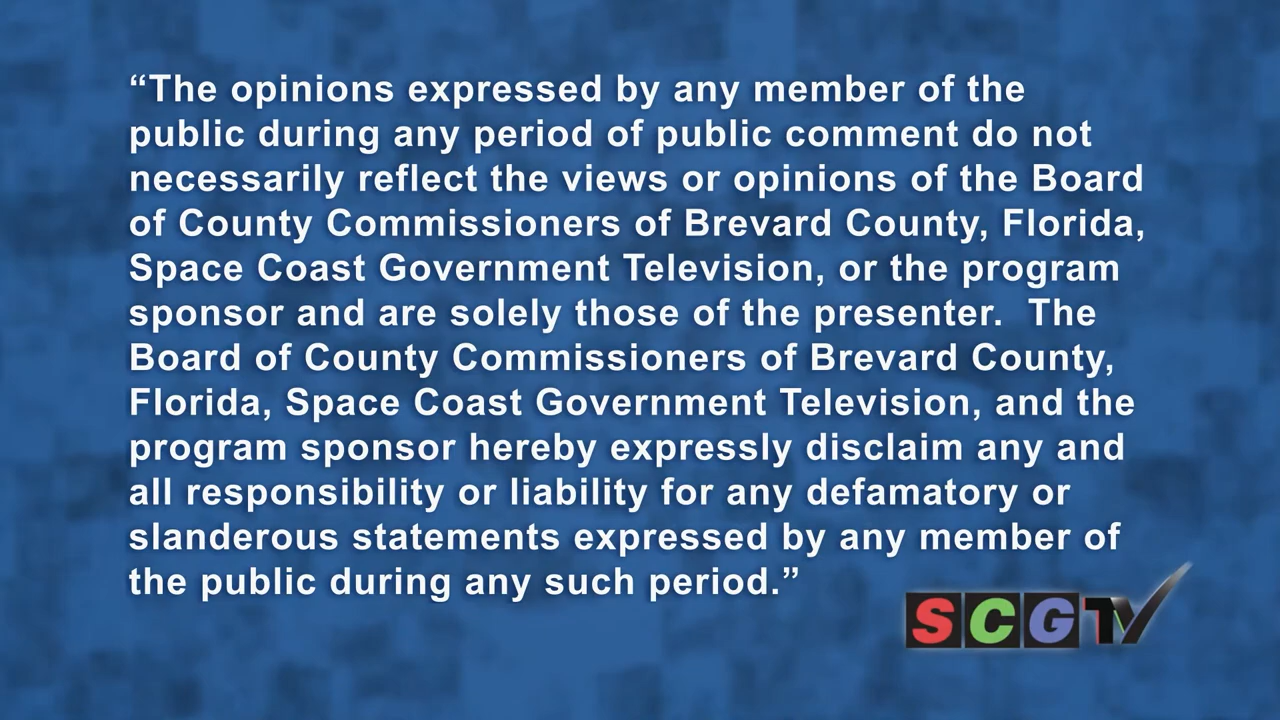 “The opinions expressed by any member of the
public during any period of public comment do not
necessarily reflect the views or opinions of the Board
of County Commissioners of Brevard County, Florida,
Space Coast Government Television, or the program
sponsor and are solely those of the presenter.  The
Board of County Commissioners of Brevard County,
Florida, Space Coast Government Television, and the
program sponsor hereby expressly disclaim any and
all responsibility or liability for any defamatory or
slanderous statements expressed by any member of
the public during any such period.”
SCGTV